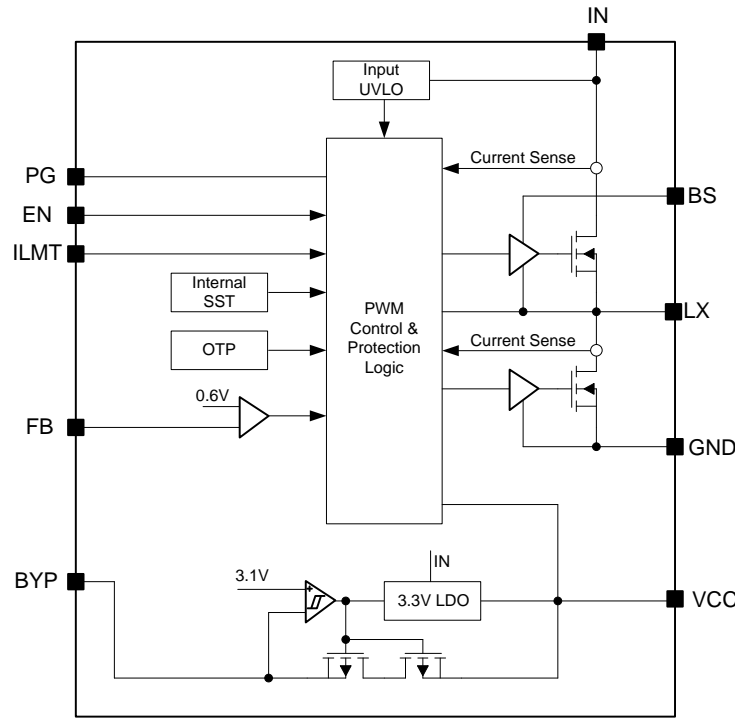 IN
Input
UVLO
Current Sense
PG
BS
EN
ILMT
Internal
SST
PWM
Control &
Protection
Logic
LX
Current Sense
OTP
0.6V
FB
GND
IN
BYP
3.1V
+
3.3V LDO
VCC